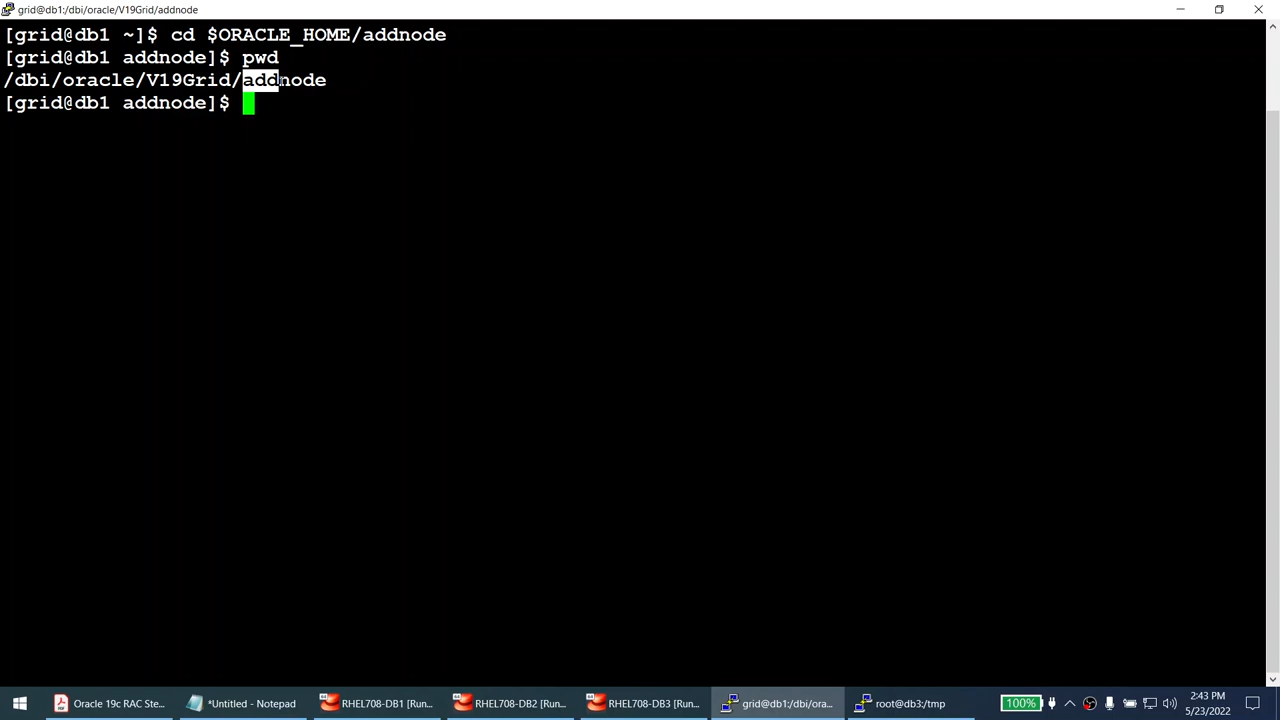 grid@db1:/dbi/oracle/V19Grid/addnode
[grid@db1 ~]$ cd $ORACLE_HOME/addnode
[grid@db1 addnode]$ pwd
/dbi/oracle/V19Grid/addnode
[grid@db1 addnode]$
Oracle 19c RAC Ste...
*Untitled - Notepad
RHEL708-DB1 [Run...
RHEL708-DB2 [Run...
RHEL708-DB3 [Run...
grid@db1:/dbi/ora...
root@db3:/tmp
100%
2:43 PM
5/23/2022